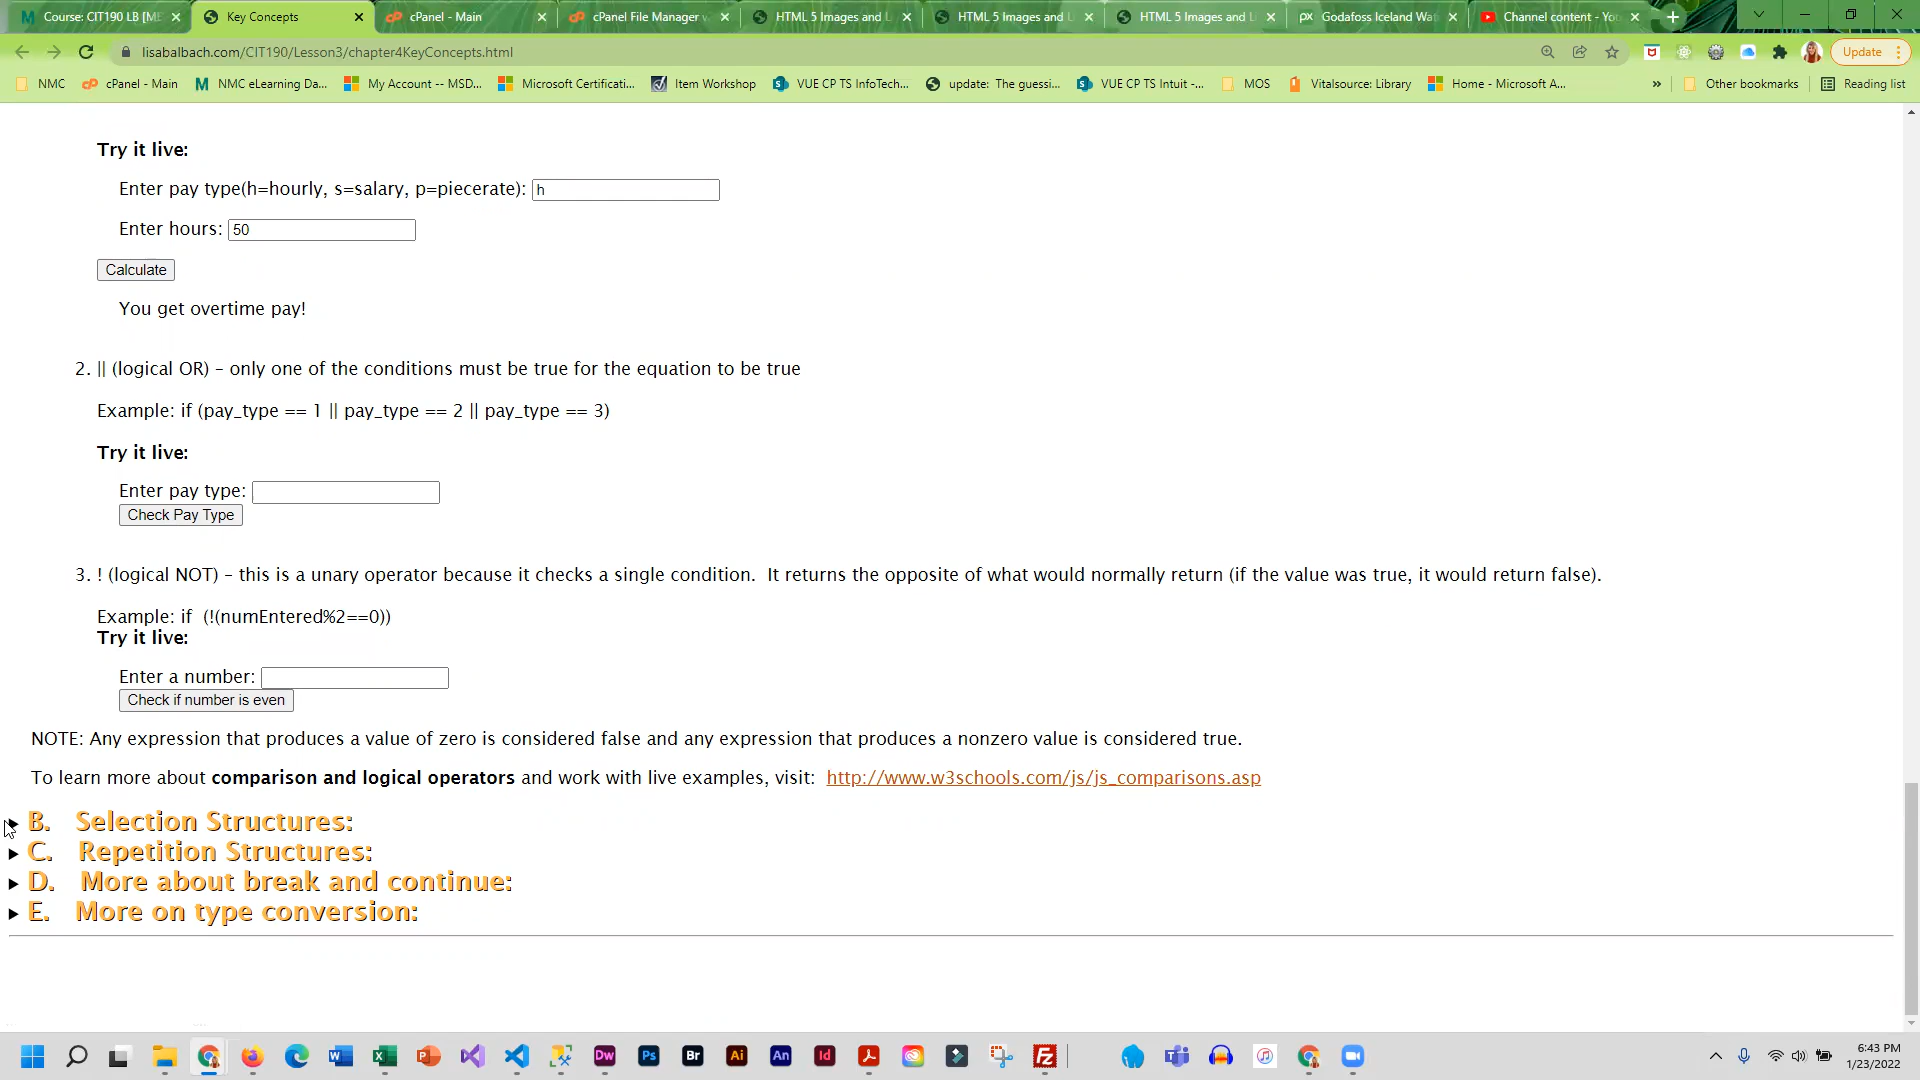 Course: CIT190 LB [ME
Key Concepts
cPanel - Main
cPanel File Manager v
HTML 5 Images and L
HTML 5 Images and L
HTML 5 Images and L
Godafoss Iceland Wat
Channel content - You
lisabalbach.com/CIT190/Lesson3/chapter4KeyConcepts.html
Update
NMC
cPanel - Main
NMC eLearning Da...
My Account -- MSD...
Microsoft Certificati...
Item Workshop
VUE CP TS InfoTech...
update: The guessi...
VUE CP TS Intuit -...
MOS
Vitalsource: Library
Home - Microsoft A...
»
Other bookmarks
Reading list
Try it live:
Enter pay type(h=hourly, s=salary, p=piecerate): h
Enter hours: 50
Calculate
You get overtime pay!
2. || (logical OR) – only one of the conditions must be true for the equation to be true
Example: if (pay_type == 1 || pay_type == 2 || pay_type == 3)
Try it live:
Enter pay type:
Check Pay Type
3. ! (logical NOT) – this is a unary operator because it checks a single condition.  It returns the opposite of what would normally return (if the value was true, it would return false).
Example: if  (!(numEntered%2==0))
Try it live:
Enter a number:
Check if number is even
NOTE: Any expression that produces a value of zero is considered false and any expression that produces a nonzero value is considered true.
To learn more about comparison and logical operators and work with live examples, visit:  http://www.w3schools.com/js/js_comparisons.asp
B.   Selection Structures:
C.   Repetition Structures:
D.   More about break and continue:
E.   More on type conversion:
6:43 PM
1/23/2022